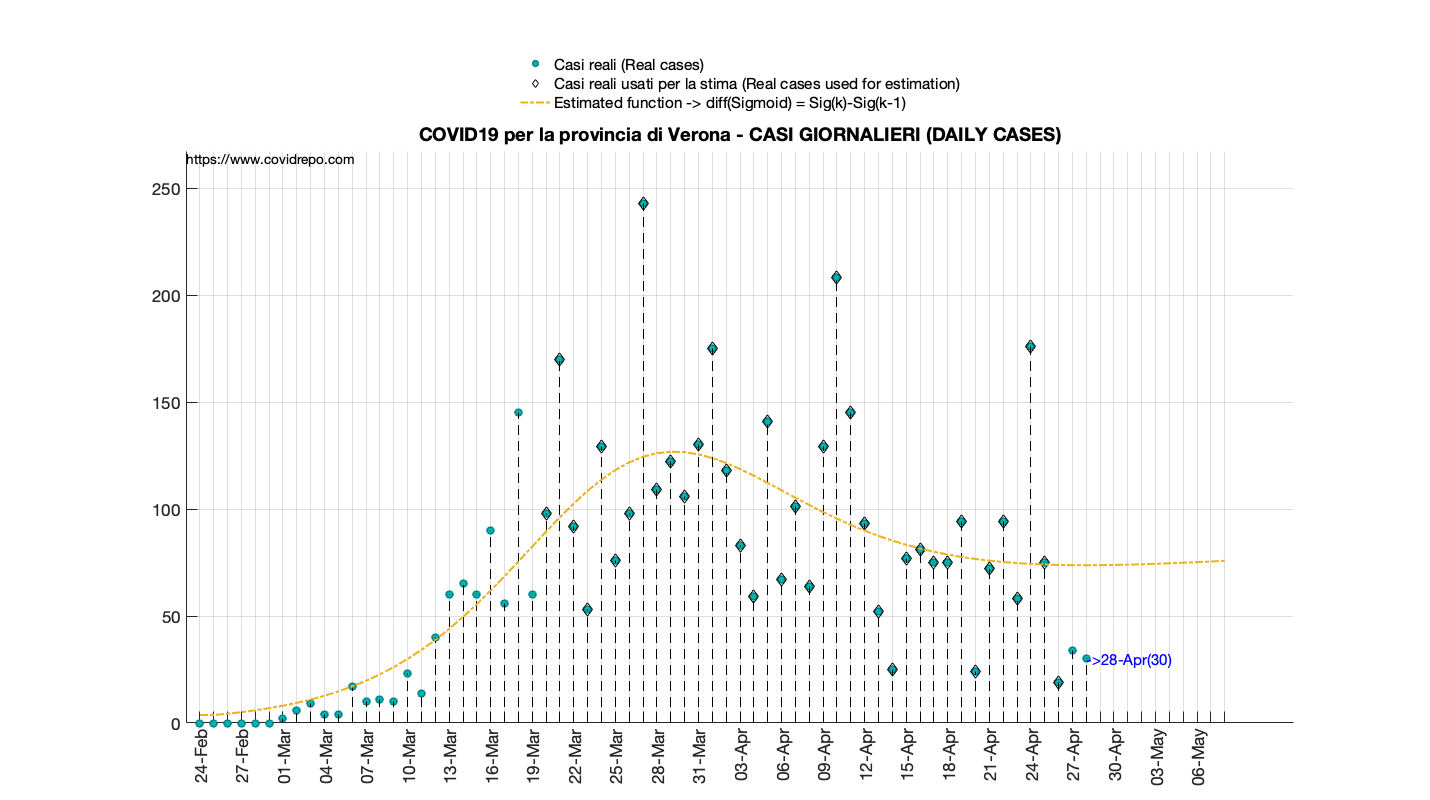 Casi reali (Real cases)
Casi reali usati per la stima (Real cases used for estimation)
Estimated function -> diff(Sigmoid) = Sig(k)-Sig(k-1)
COVID19 per la provincia di Verona - CASI GIORNALIERI (DAILY CASES)
https://www.covidrepo.com
250
200
150
100
50
0
->28-Apr(30)
24-Feb
27-Feb
01-Mar
04-Mar
07-Mar
10-Mar
13-Mar
16-Mar
19-Mar
22-Mar
25-Mar
28-Mar
31-Mar
03-Apr
06-Apr
09-Apr
12-Apr
15-Apr
18-Apr
21-Apr
24-Apr
27-Apr
30-Apr
03-May
06-May